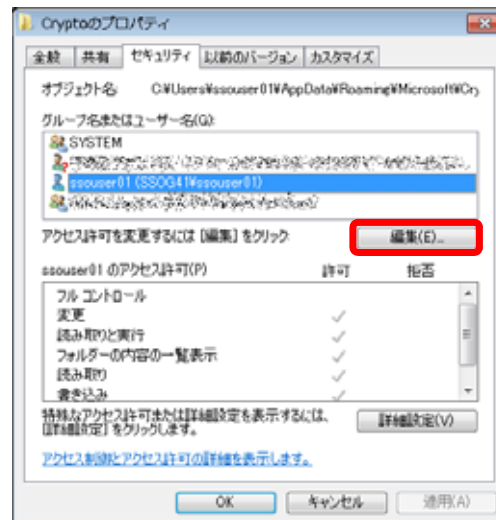 Cryptoのプロパティ
全般 共有 セキュリティ 以前のバージョン カスタマイズ
オブジェクト名: C:¥Users¥ssouser01¥AppData¥Roaming¥Microsoft¥Cry
グループ名またはユーザー名(G):
SYSTEM
ssouser01 (SSOG41¥ssouser01)
アクセス許可を変更するには [編集] をクリック: 編集(E)...
ssouser01 のアクセス許可(P) 許可 拒否
フル コントロール
変更
読み取りと実行
フォルダーの内容の一覧表示
読み取り
書き込み
特殊なアクセス許可または詳細設定を表示するには、 詳細設定(V)
[詳細設定] をクリックします。
アクセス制御とアクセス許可の詳細を表示します。
OK キャンセル 適用(A)